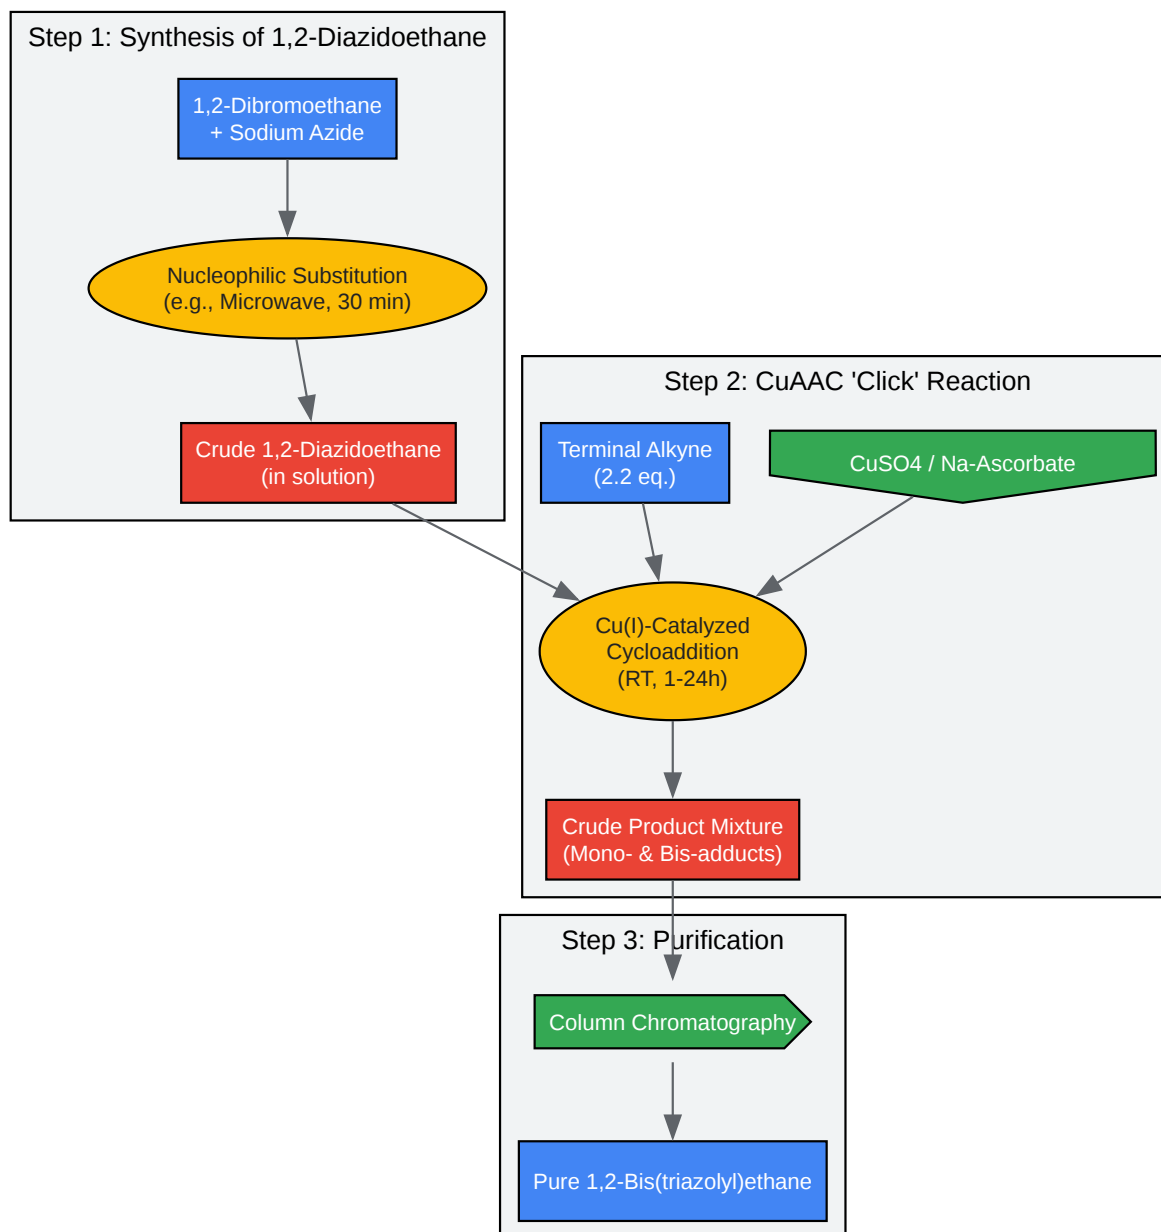 Step 1: Synthesis of 1,2-Diazidoethane
1,2-Dibromoethane
+ Sodium Azide
Nucleophilic Substitution
(e.g., Microwave, 30 min)
Crude 1,2-Diazidoethane
(in solution)
Step 2: CuAAC 'Click' Reaction
Terminal Alkyne
(2.2 eq.)
CuSO4 / Na-Ascorbate
Cu(I)-Catalyzed
Cycloaddition
(RT, 1-24h)
Crude Product Mixture
(Mono- & Bis-adducts)
Step 3: Purification
Column Chromatography
Pure 1,2-Bis(triazolyl)ethane